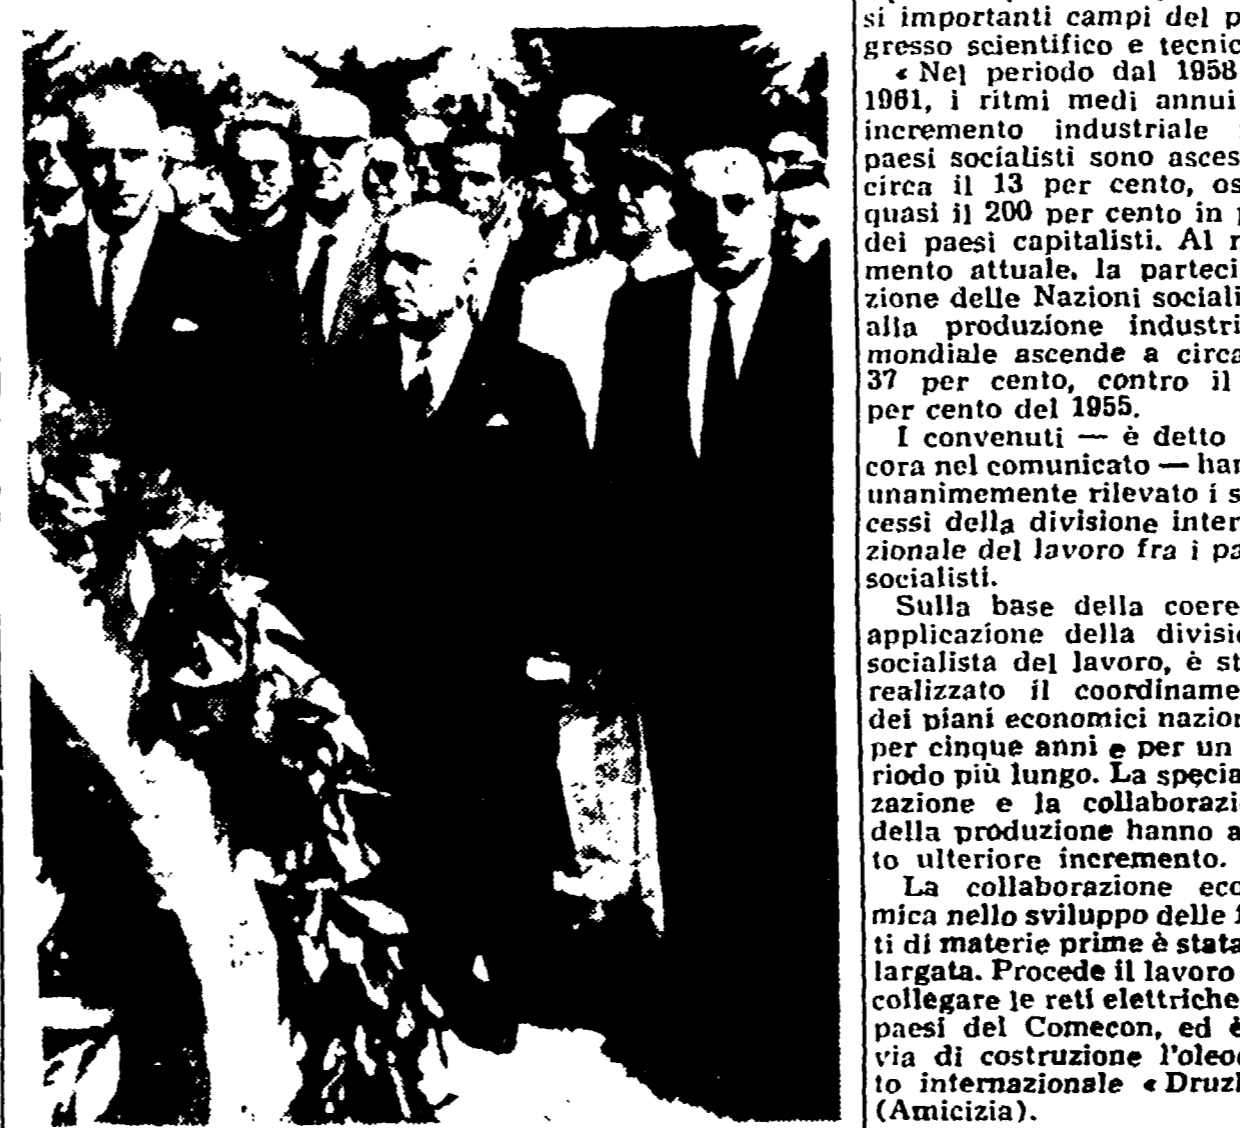 si importanti campi del p
gresso scientifico e tecnic
« Nel periodo dal 1958
1961, i ritmi medi annui
incremento industriale
paesi socialisti sono asces
circa il 13 per cento, os
quasi il 200 per cento in p
dei paesi capitalisti. Al m
mento attuale, la parteci
zione delle Nazioni sociali
alla produzione industri
mondiale ascende a circa
37 per cento, contro il
per cento del 1955.
I convenuti — è detto
cora nel comunicato — han
unanimemente rilevato i s
cessi della divisione inter
zionale del lavoro fra i pa
socialisti.
Sulla base della coere
applicazione della divisio
socialista del lavoro, è st
realizzato il coordiname
dei piani economici nazion
per cinque anni e per un
riodo più lungo. La specia
zazione e la collaborazio
della produzione hanno a
to ulteriore incremento.
La collaborazione eco
mica nello sviluppo delle f
ti di materie prime è stata
largata. Procede il lavoro
collegare le reti elettriche
paesi del Comecon, ed è
via di costruzione l'oleod
to internazionale « Druzh
(Amicizia).